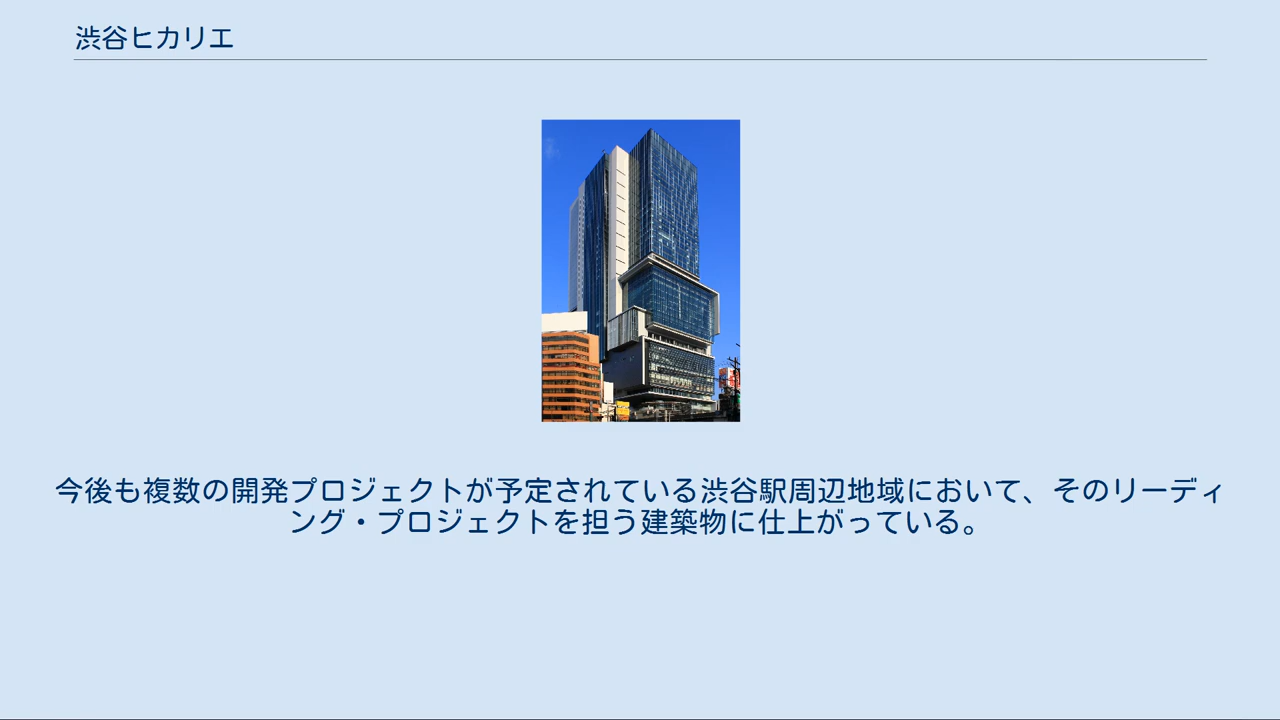 渋谷ヒカリエ
今後も複数の開発プロジェクトが予定されている渋谷駅周辺地域において、そのリーディ
ング・プロジェクトを担う建築物に仕上がっている。